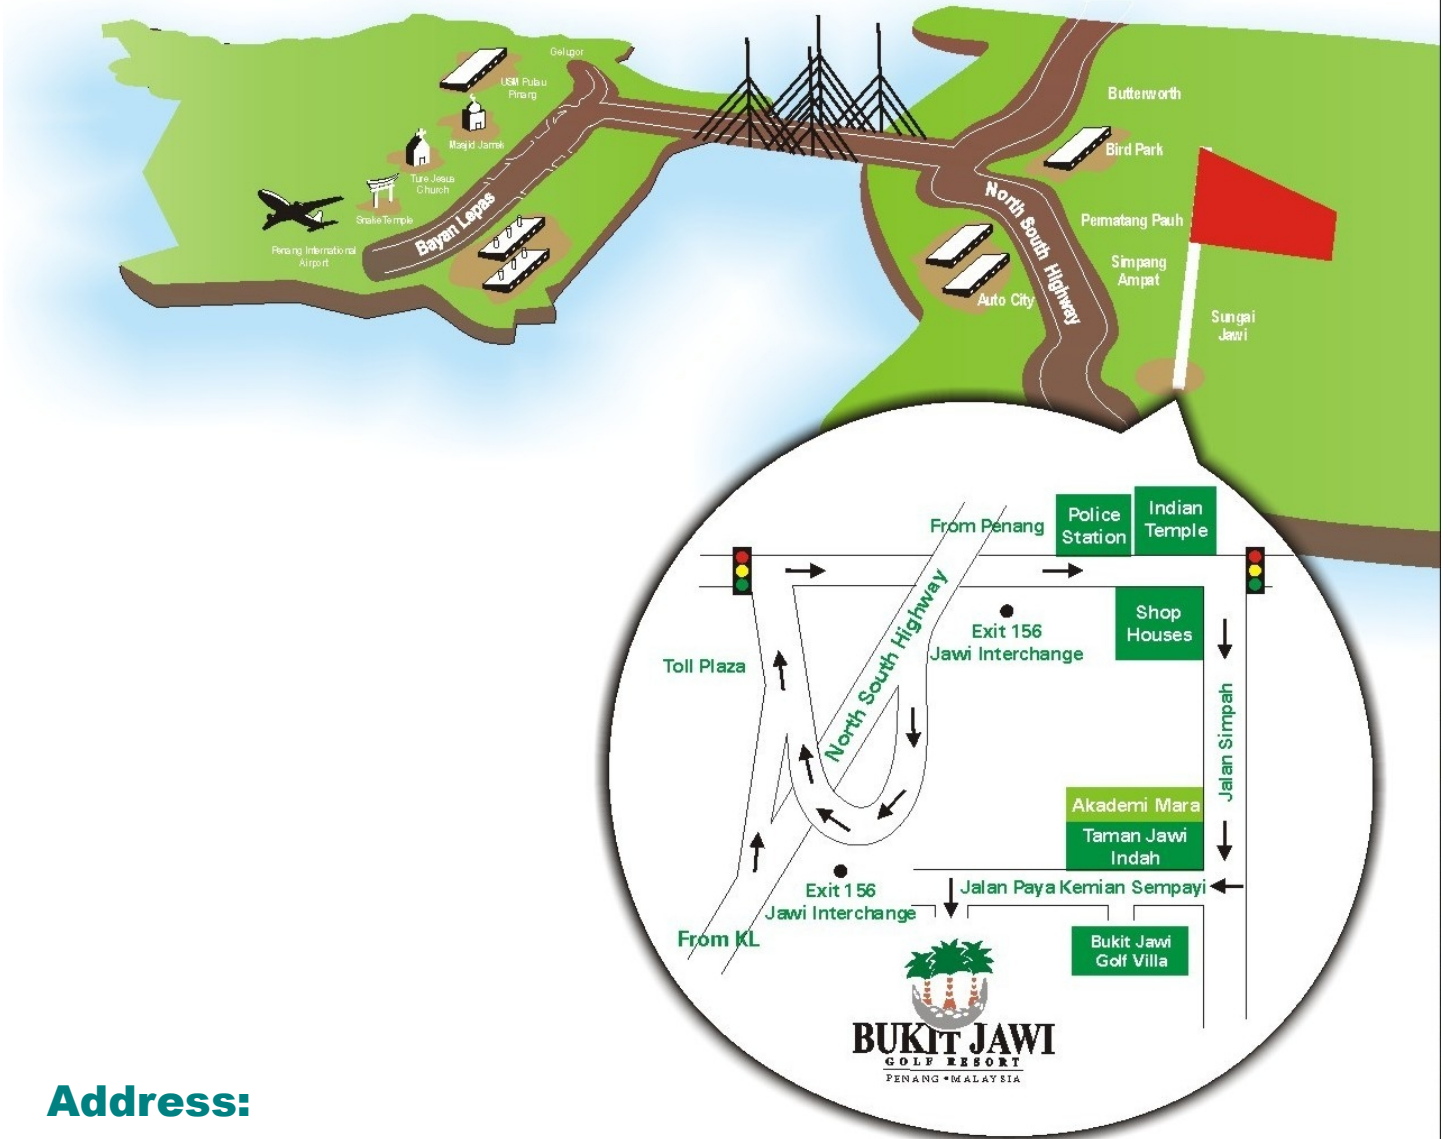 Gelugor
USM Pulau
Pinang
Masjid Jamek
Ture Jesus
Church
Snake Temple
Penang International
Airport
Bayan Lepas
Butterworth
Bird Park
North South Highway
Permatang Pauh
Simpang
Ampat
Auto City
Sungai
Jawi
From Penang
Police
Station
Indian
Temple
Shop
Houses
Exit 156
Jawi Interchange
Toll Plaza
North South Highway
Jalan Simpah
Akademi Mara
Taman Jawi
Indah
Jalan Paya Kemian Sempayi
Exit 156
Jawi Interchange
From KL
Bukit Jawi
Golf Villa
BUKIT JAWI
GOLF RESORT
PENANG • MALAYSIA
Address: